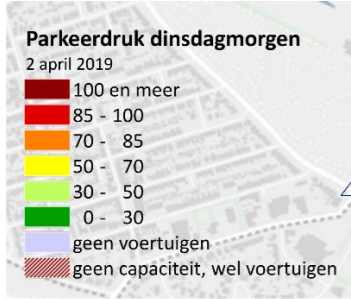 Parkeerdruk dinsdagmorgen
2 april 2019
100 en meer
85 - 100
70 - 85
50 - 70
30 - 50
0 - 30
geen voertuigen
geen capaciteit, wel voertuigen